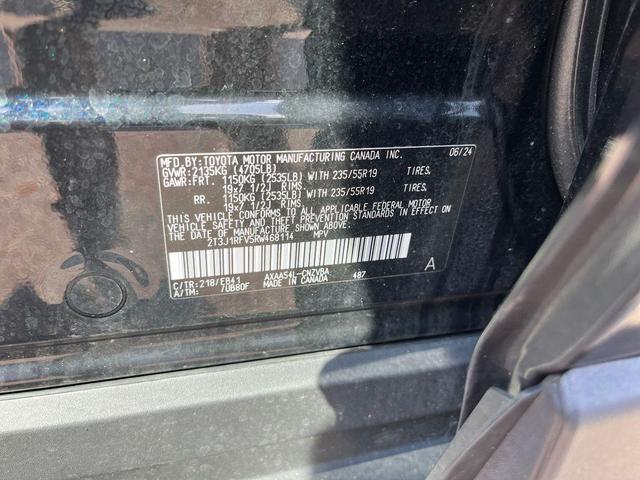 MFD.BY:TOYOTA MOTOR MANUFACTURING CANADA INC. 06/24
GVWR:2135KG (4705LB)
GAWR:FRT. 1150KG (2535LB) WITH 235/55R19 TIRES,
19x7 1/2J RIMS,
RR. 1150KG (2535LB) WITH 235/55R19 TIRES,
19x7 1/2J RIMS.
THIS VEHICLE CONFORMS TO ALL APPLICABLE FEDERAL MOTOR
VEHICLE SAFETY AND THEFT PREVENTION STANDARDS IN EFFECT ON
THE DATE OF MANUFACTURE SHOWN ABOVE.
2T3J1RFV5RW468114 MPV
C/TR:218/EB41 AXAA54L-CNZVBA 487
A/TM: /UB80F MADE IN CANADA A